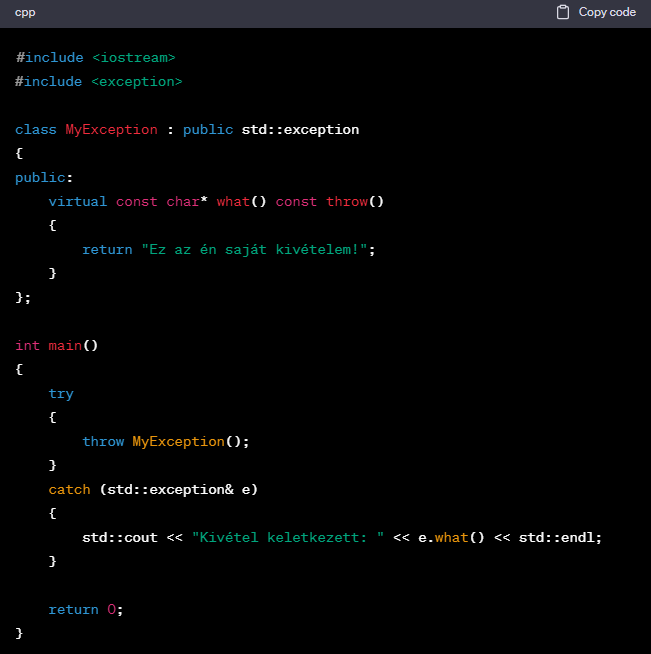 cpp
Copy code
#include <iostream>
#include <exception>

class MyException : public std::exception
{
public:
    virtual const char* what() const throw()
    {
        return "Ez az én saját kivételem!";
    }
};

int main()
{
    try
    {
        throw MyException();
    }
    catch (std::exception& e)
    {
        std::cout << "Kivétel keletkezett: " << e.what() << std::endl;
    }

    return 0;
}